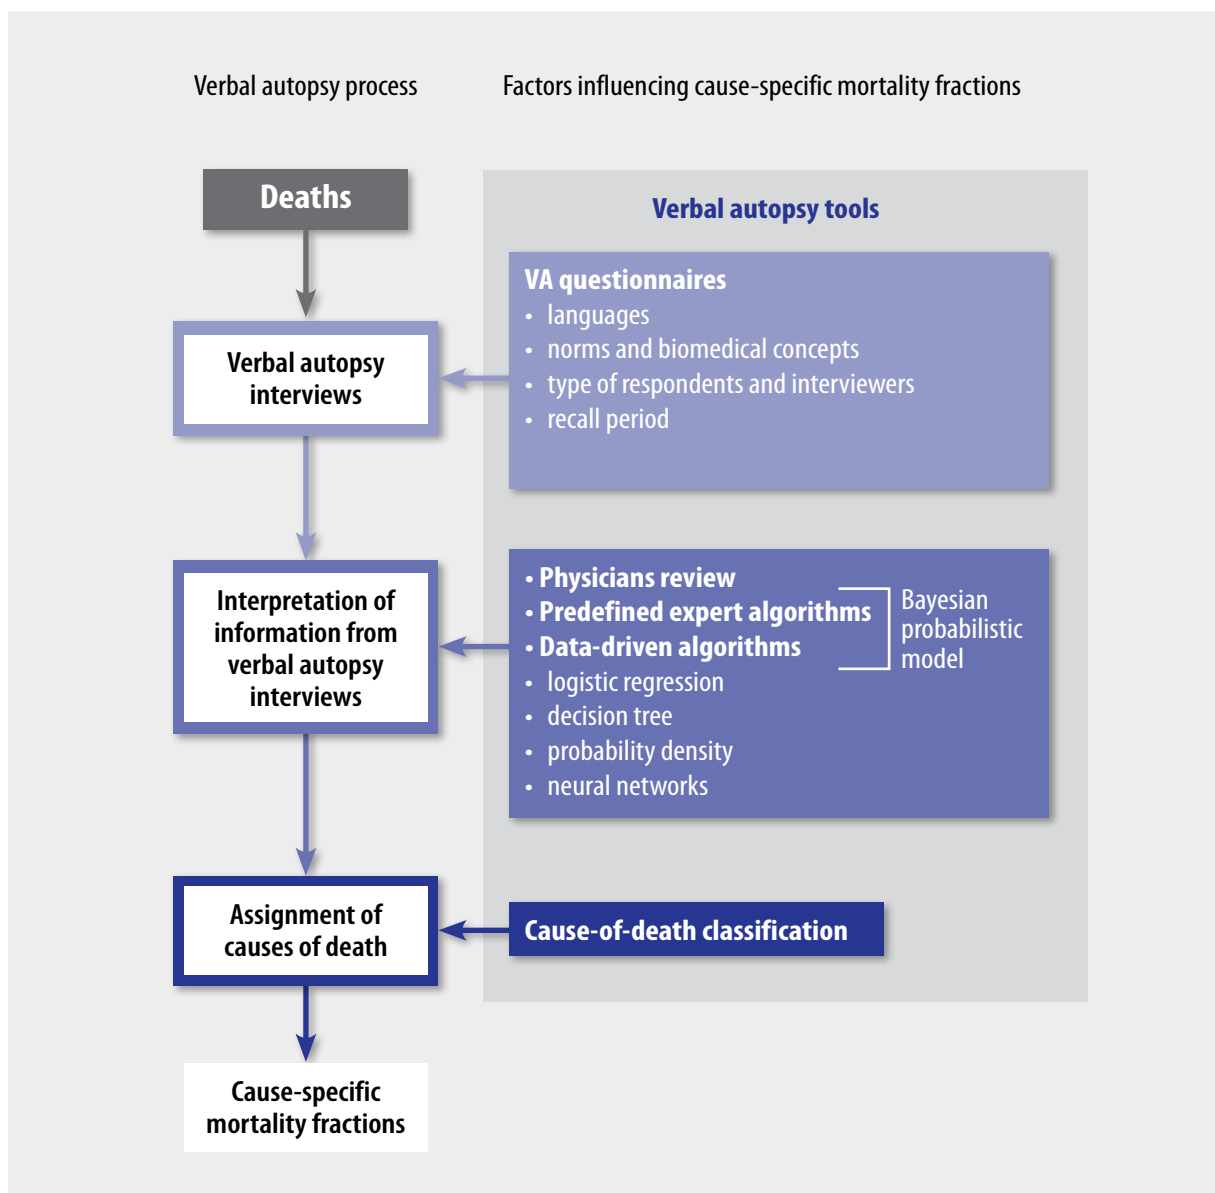 Verbal autopsy process
Factors influencing cause-specific mortality fractions
Deaths
Verbal autopsy tools
VA questionnaires
• languages
• norms and biomedical concepts
• type of respondents and interviewers
• recall period
Verbal autopsy
interviews
• Physicians review
• Predefined expert algorithms
• Data-driven algorithms
• logistic regression
• decision tree
• probability density
• neural networks
Bayesian
probabilistic
model
Interpretation of
information from
verbal autopsy
interviews
Assignment of
causes of death
Cause-of-death classification
Cause-specific
mortality fractions